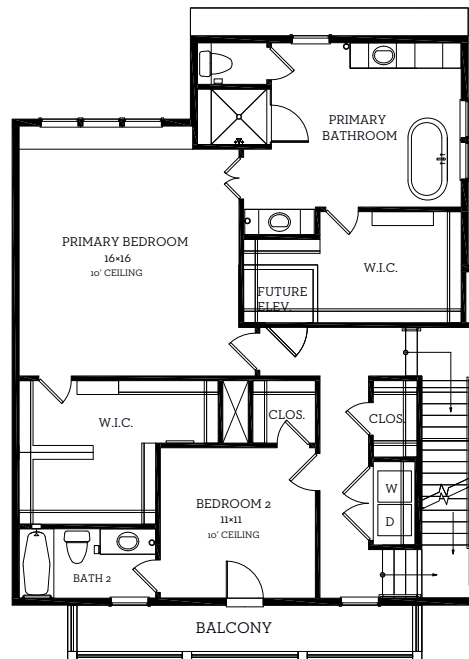 PRIMARY
BATHROOM
PRIMARY BEDROOM
16×16
10' CEILING
W.I.C.
FUTURE
ELEV.
W.I.C.
CLOS.
CLOS.
W
D
BEDROOM 2
11×11
10' CEILING
BATH 2
BALCONY